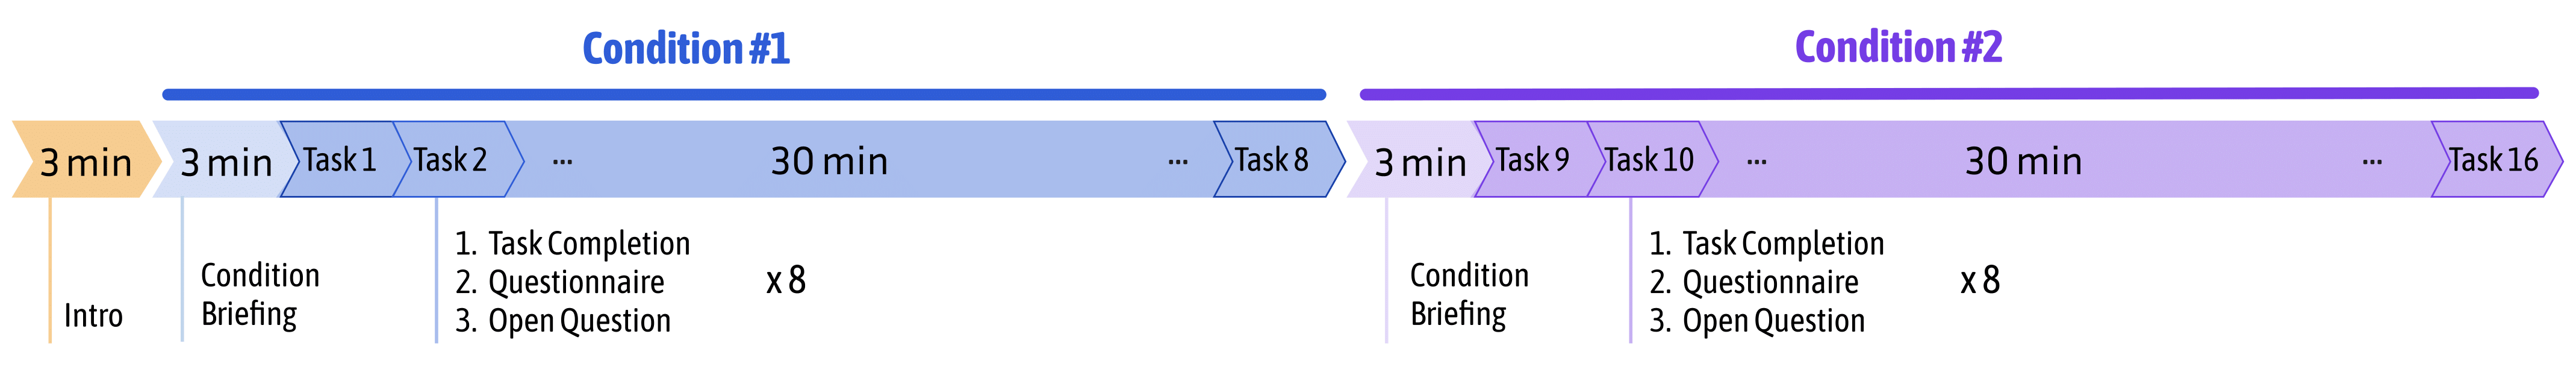 Condition #1
Condition #2
3 min
3 min
Task 1
Task 2
...
30 min
...
Task 8
3 min
Task 9
Task 10
...
30 min
...
Task 16
Intro
Condition
Briefing
1. Task Completion
2. Questionnaire
3. Open Question
x 8
Condition
Briefing
1. Task Completion
2. Questionnaire
3. Open Question
x 8